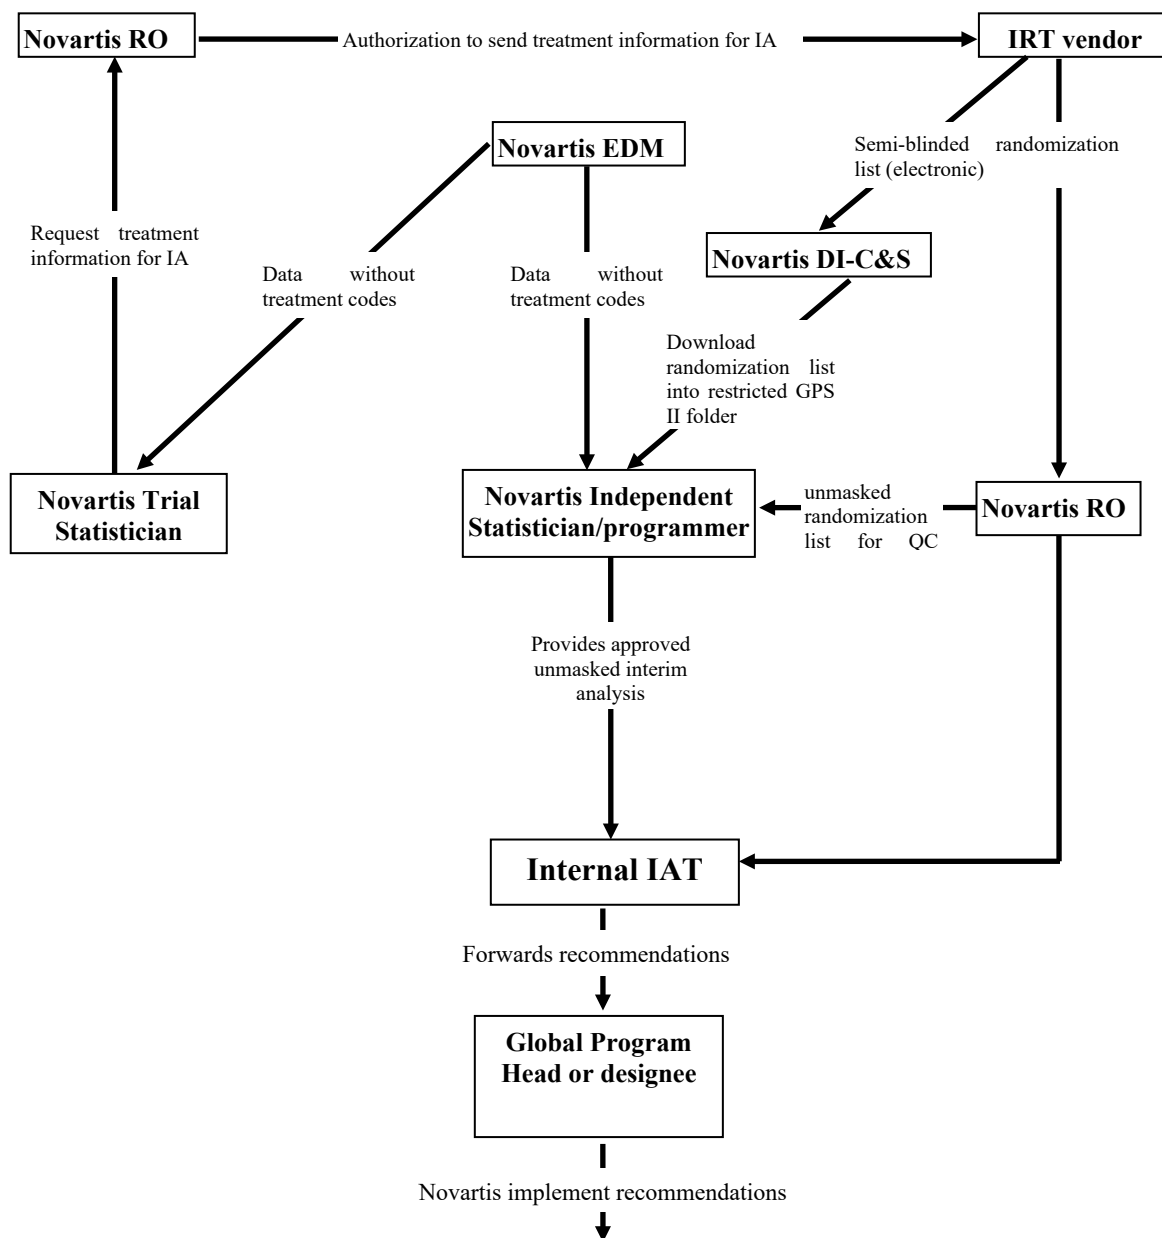 Novartis RO
Authorization to send treatment information for IA
IRT vendor
Novartis EDM
Semi-blinded randomization
list (electronic)
Request treatment
information for IA
Novartis DI-C&S
Data without
treatment codes
Data without
treatment codes
Download
randomization list
into restricted GPS
II folder
Novartis Trial
Statistician
Novartis Independent
Statistician/programmer
unmasked
randomization
list for QC
Novartis RO
Provides approved
unmasked interim
analysis
Internal IAT
Forwards recommendations
Global Program
Head or designee
Novartis implement recommendations